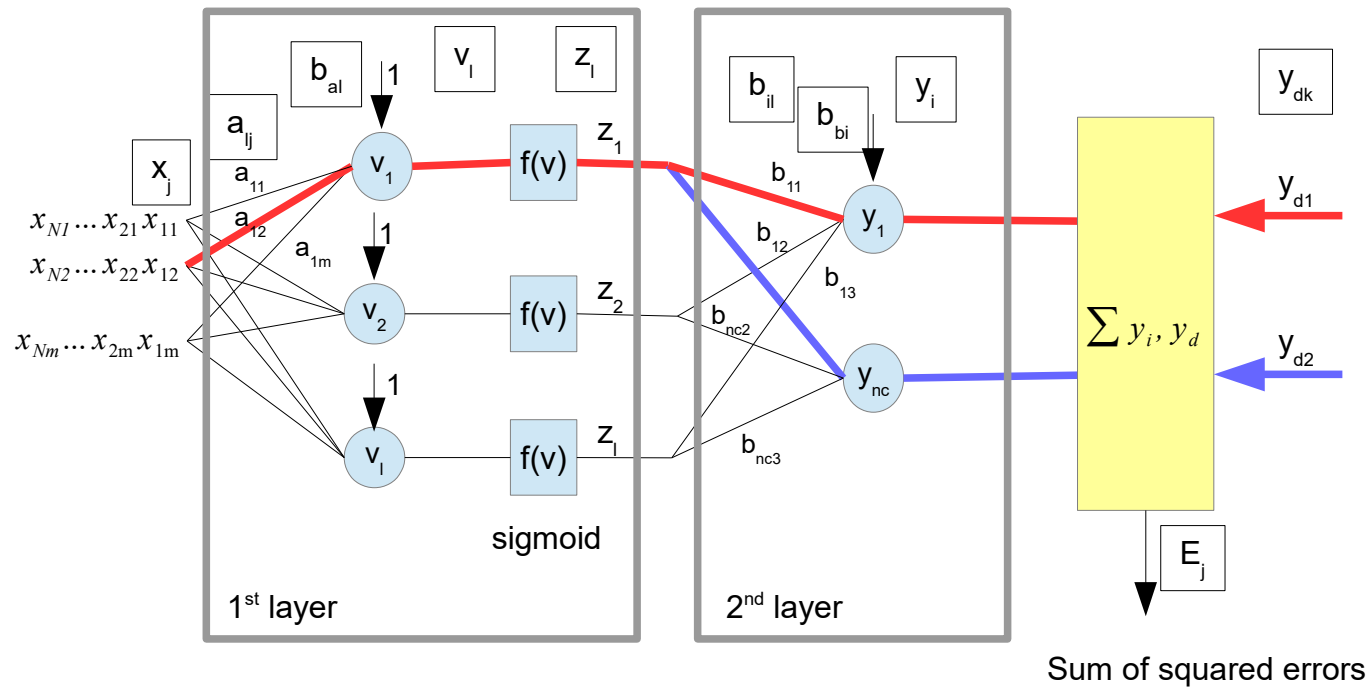 b_al
1
v_l
z_l
b_il
b_bi
y_i
y_dk
a_lj
x_j
a_11
v_1
f(v)
z_1
b_11
y_1
y_d1
x_N1 … x_21 x_11
a_12
x_N2 … x_22 x_12
a_1m
1
b_12
b_13
v_2
f(v)
z_2
b_nc2
∑ y_i, y_d
y_d2
x_Nm … x_2m x_1m
1
y_nc
v_l
f(v)
z_l
b_nc3
sigmoid
E_j
1st layer
2nd layer
Sum of squared errors